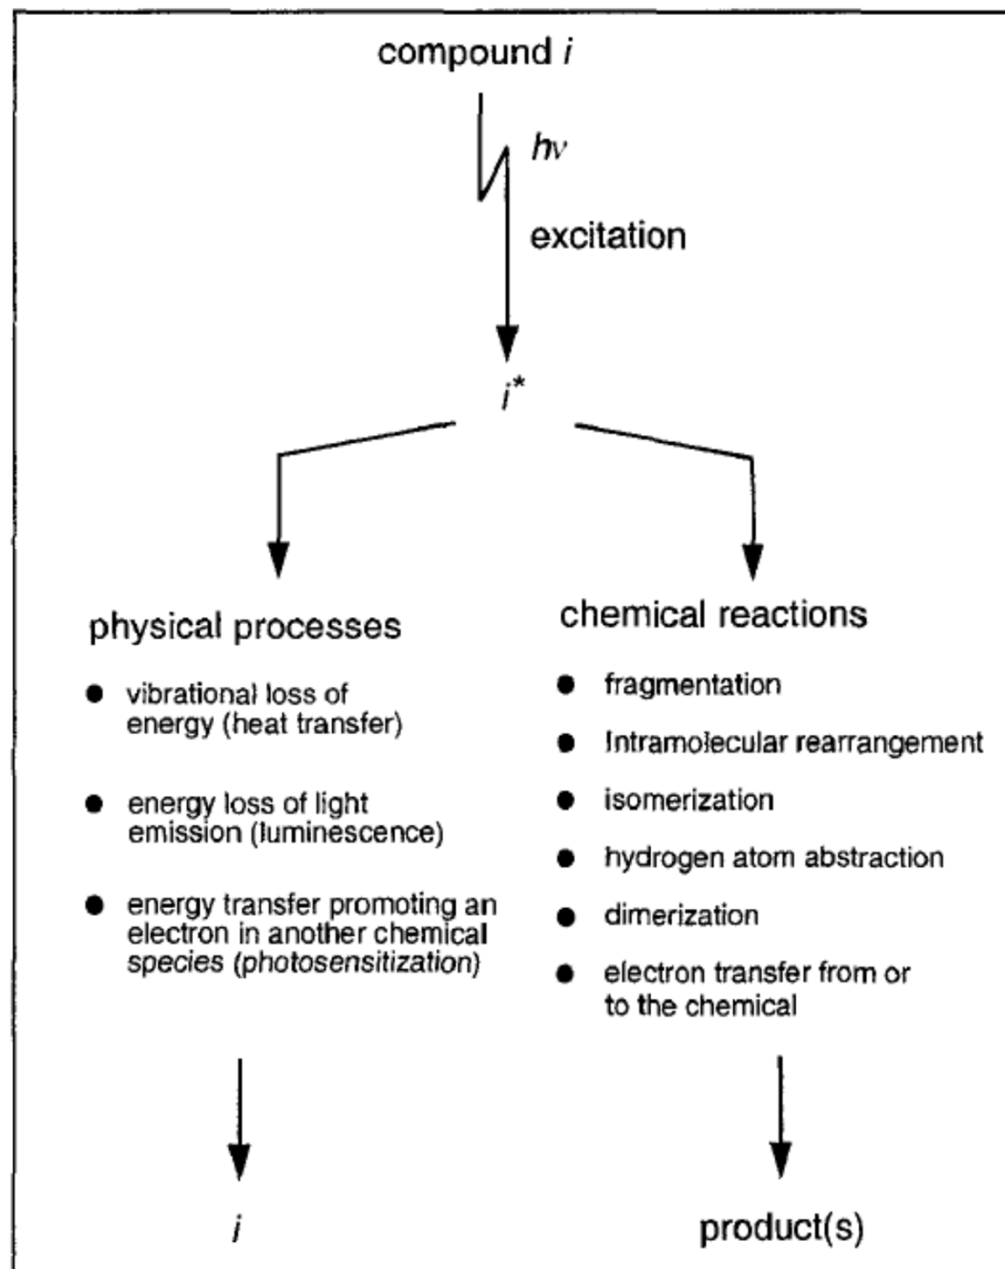 compound i
hν
excitation
i*
physical processes
● vibrational loss of
energy (heat transfer)
● energy loss of light
emission (luminescence)
● energy transfer promoting an
electron in another chemical
species (photosensitization)
i
chemical reactions
● fragmentation
● Intramolecular rearrangement
● isomerization
● hydrogen atom abstraction
● dimerization
● electron transfer from or
to the chemical
product(s)